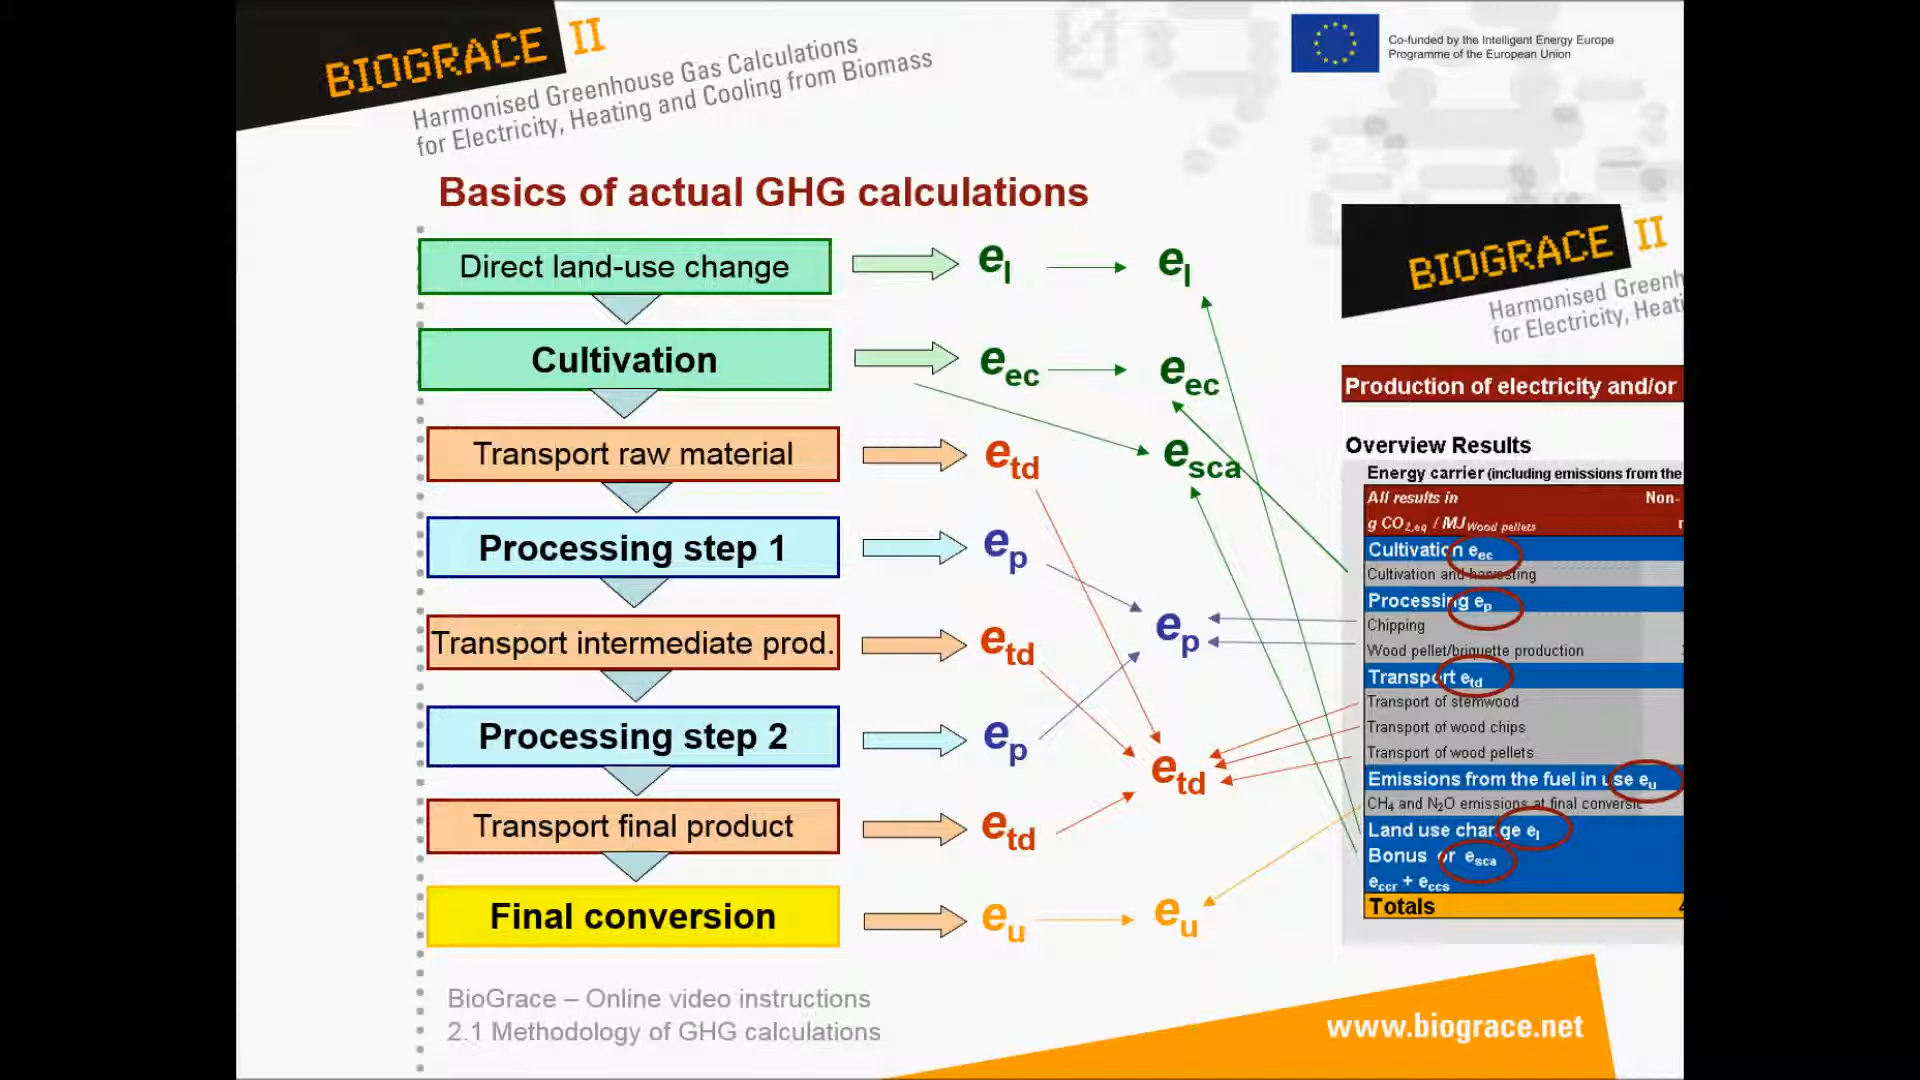 BIOGRACE II
Harmonised Greenhouse Gas Calculations
for Electricity, Heating and Cooling from Biomass
Co-funded by the Intelligent Energy Europe
Programme of the European Union
Basics of actual GHG calculations
Direct land-use change
el
el
Cultivation
eec
eec
esca
Transport raw material
etd
Processing step 1
ep
ep
Transport intermediate prod.
etd
Processing step 2
ep
etd
Transport final product
etd
Final conversion
eu
eu
BIOGRACE II
Harmonised Greenh
for Electricity, Heati
Production of electricity and/or
Overview Results
Energy carrier (including emissions from the
All results in Non-
g CO2,eq / MJWood pellets
Cultivation eec
Cultivation and harvesting
Processing ep
Chipping
Wood pellet/briquette production
Transport etd
Transport of stemwood
Transport of wood chips
Transport of wood pellets
Emissions from the fuel in use eu
CH4 and N2O emissions at final conversic
Land use change el
Bonus or esca
eccr + eccs
Totals
BioGrace – Online video instructions
2.1 Methodology of GHG calculations
www.biograce.net